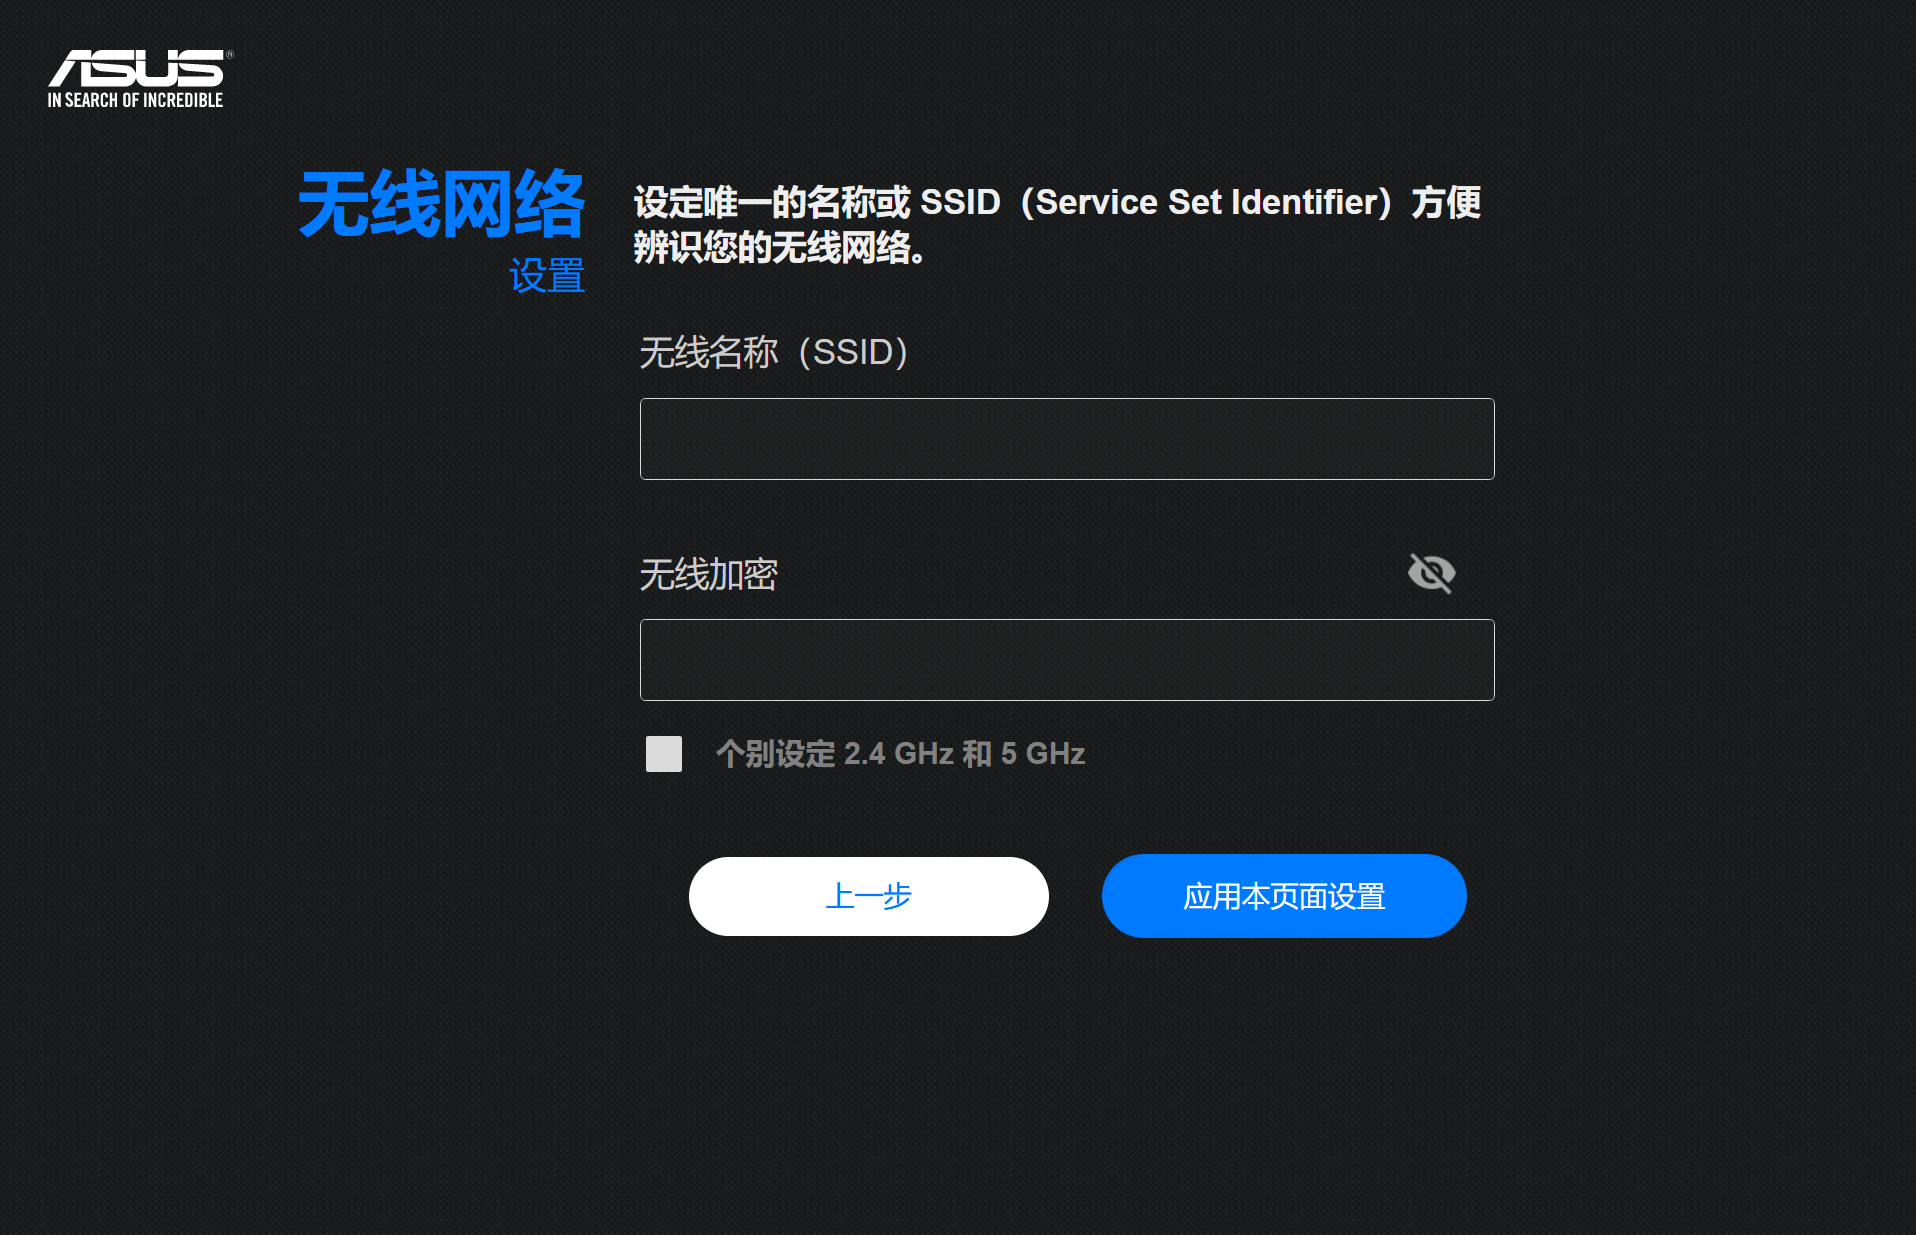 ASUS®
IN SEARCH OF INCREDIBLE
无线网络
设置
设定唯一的名称或 SSID（Service Set Identifier）方便
辨识您的无线网络。
无线名称（SSID）
无线加密
个别设定 2.4 GHz 和 5 GHz
上一步
应用本页面设置